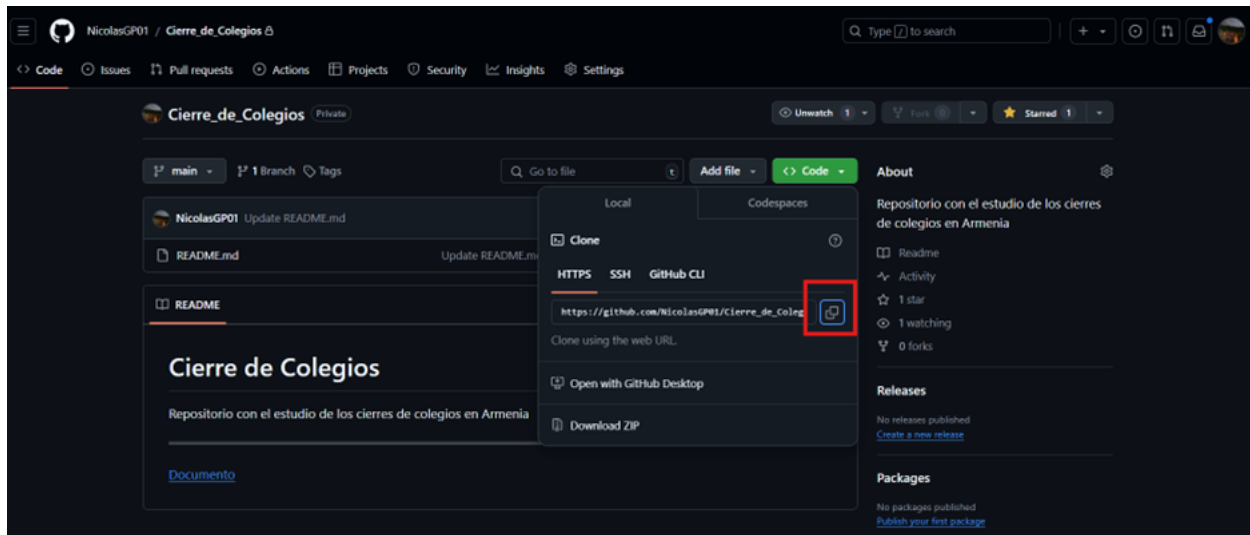 NicolasGP01 / Cierre_de_Colegios
Type / to search
Code Issues Pull requests Actions Projects Security Insights Settings
Cierre_de_Colegios Private
Unwatch 1 Fork 0 Starred 1
main 1 Branch Tags
Go to file t Add file Code
NicolasGP01 Update README.md
README.md Update README.m
README
Cierre de Colegios
Repositorio con el estudio de los cierres de colegios en Armenia
Documento
Local Codespaces
Clone
HTTPS SSH GitHub CLI
https://github.com/NicolasGP01/Cierre_de_Coleg
Clone using the web URL.
Open with GitHub Desktop
Download ZIP
About
Repositorio con el estudio de los cierres
de colegios en Armenia
Readme
Activity
1 star
1 watching
0 forks
Releases
No releases published
Create a new release
Packages
No packages published
Publish your first package